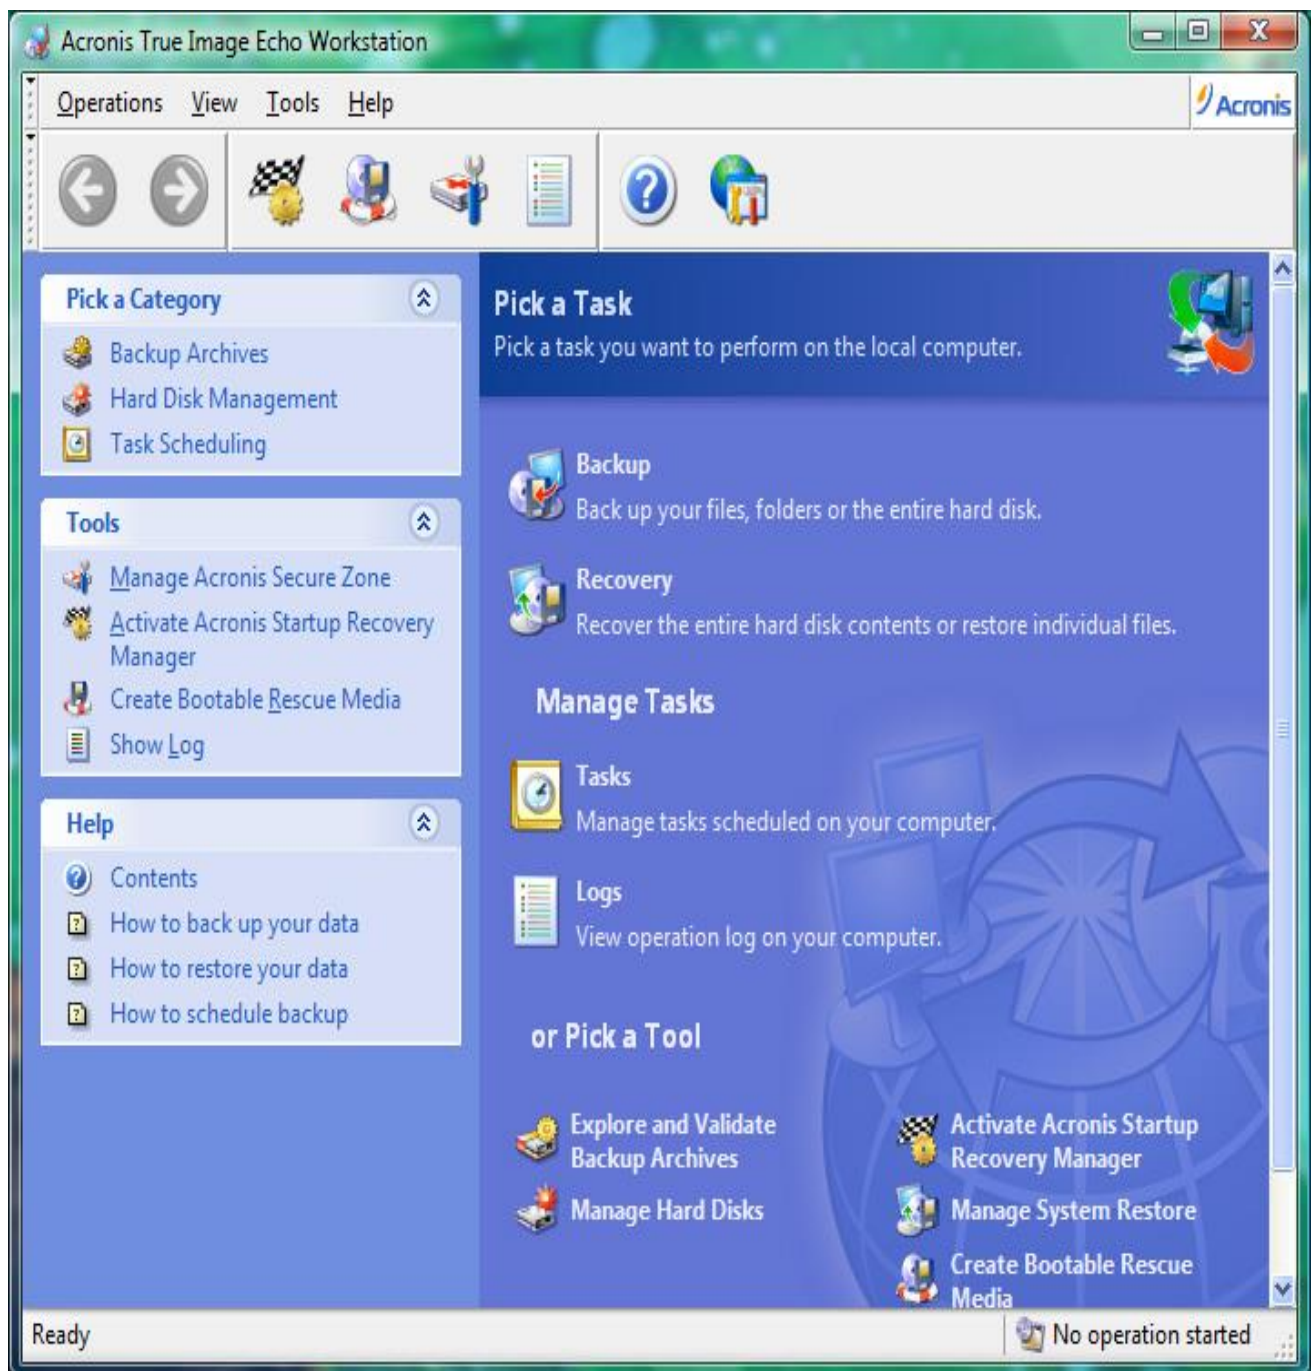 Acronis True Image Echo Workstation
Operations View Tools Help
Acronis
Pick a Category
Backup Archives
Hard Disk Management
Task Scheduling
Tools
Manage Acronis Secure Zone
Activate Acronis Startup Recovery
Manager
Create Bootable Rescue Media
Show Log
Help
Contents
How to back up your data
How to restore your data
How to schedule backup
Pick a Task
Pick a task you want to perform on the local computer.
Backup
Back up your files, folders or the entire hard disk.
Recovery
Recover the entire hard disk contents or restore individual files.
Manage Tasks
Tasks
Manage tasks scheduled on your computer.
Logs
View operation log on your computer.
or Pick a Tool
Explore and Validate
Backup Archives
Manage Hard Disks
Activate Acronis Startup
Recovery Manager
Manage System Restore
Create Bootable Rescue
Media
Ready
No operation started